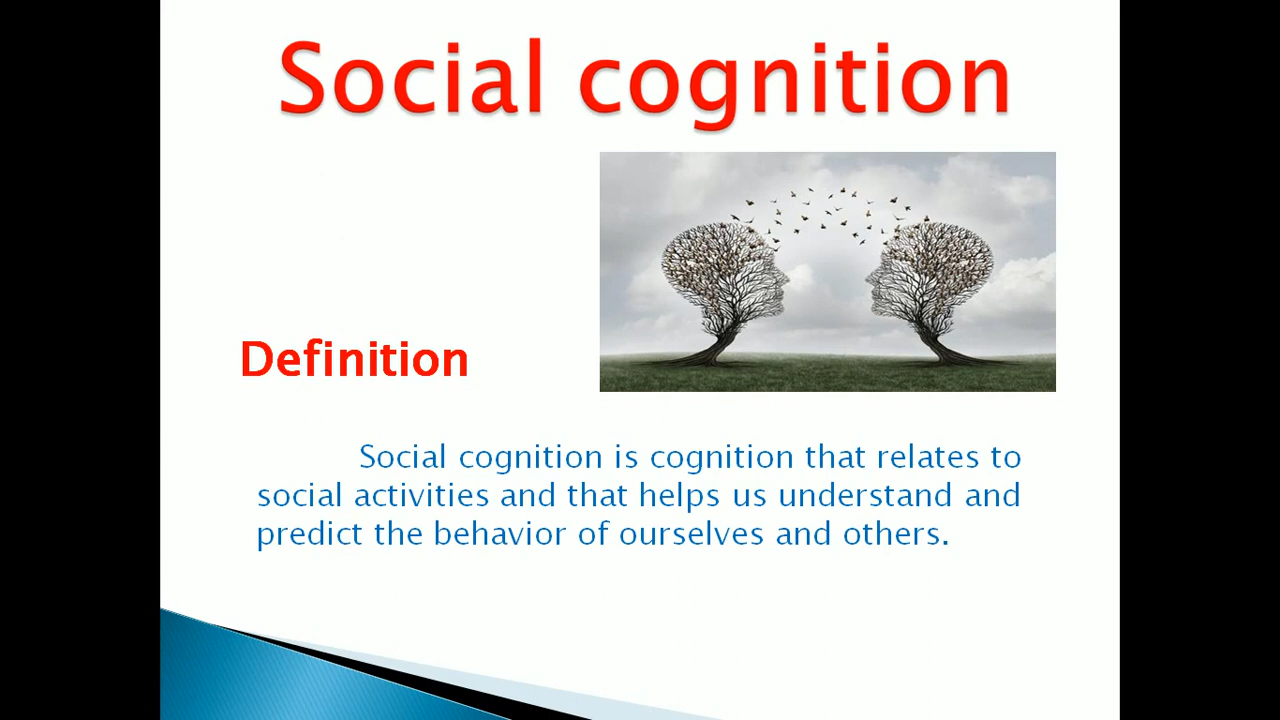 Social cognition
Definition
Social cognition is cognition that relates to
social activities and that helps us understand and
predict the behavior of ourselves and others.